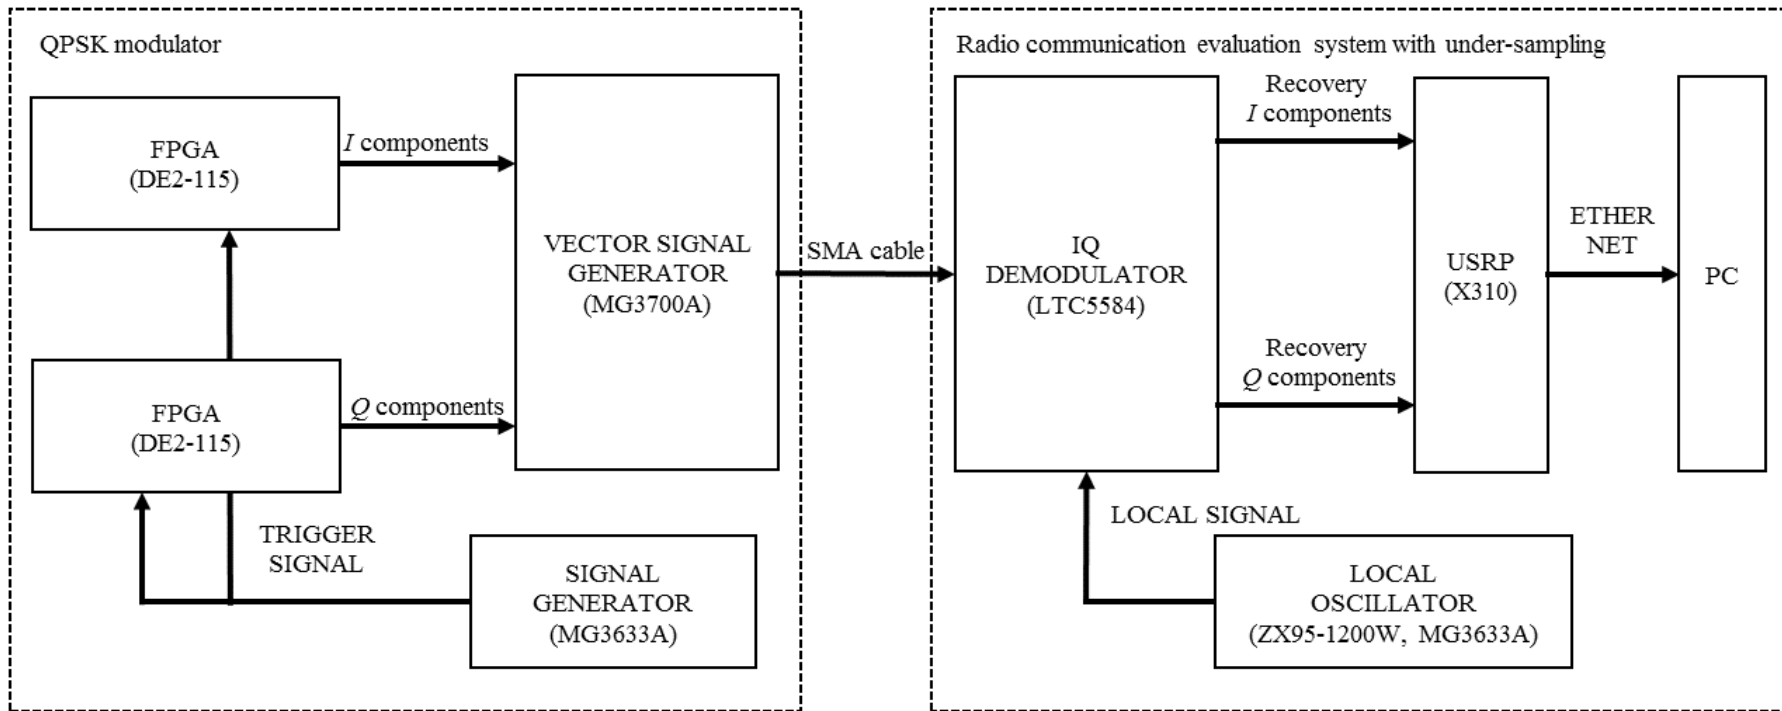 QPSK modulator
FPGA
(DE2-115)
I components
VECTOR SIGNAL
GENERATOR
(MG3700A)
FPGA
(DE2-115)
Q components
TRIGGER
SIGNAL
SIGNAL
GENERATOR
(MG3633A)
SMA cable
Radio communication evaluation system with under-sampling
IQ
DEMODULATOR
(LTC5584)
Recovery
I components
Recovery
Q components
USRP
(X310)
ETHER
NET
PC
LOCAL SIGNAL
LOCAL
OSCILLATOR
(ZX95-1200W, MG3633A)